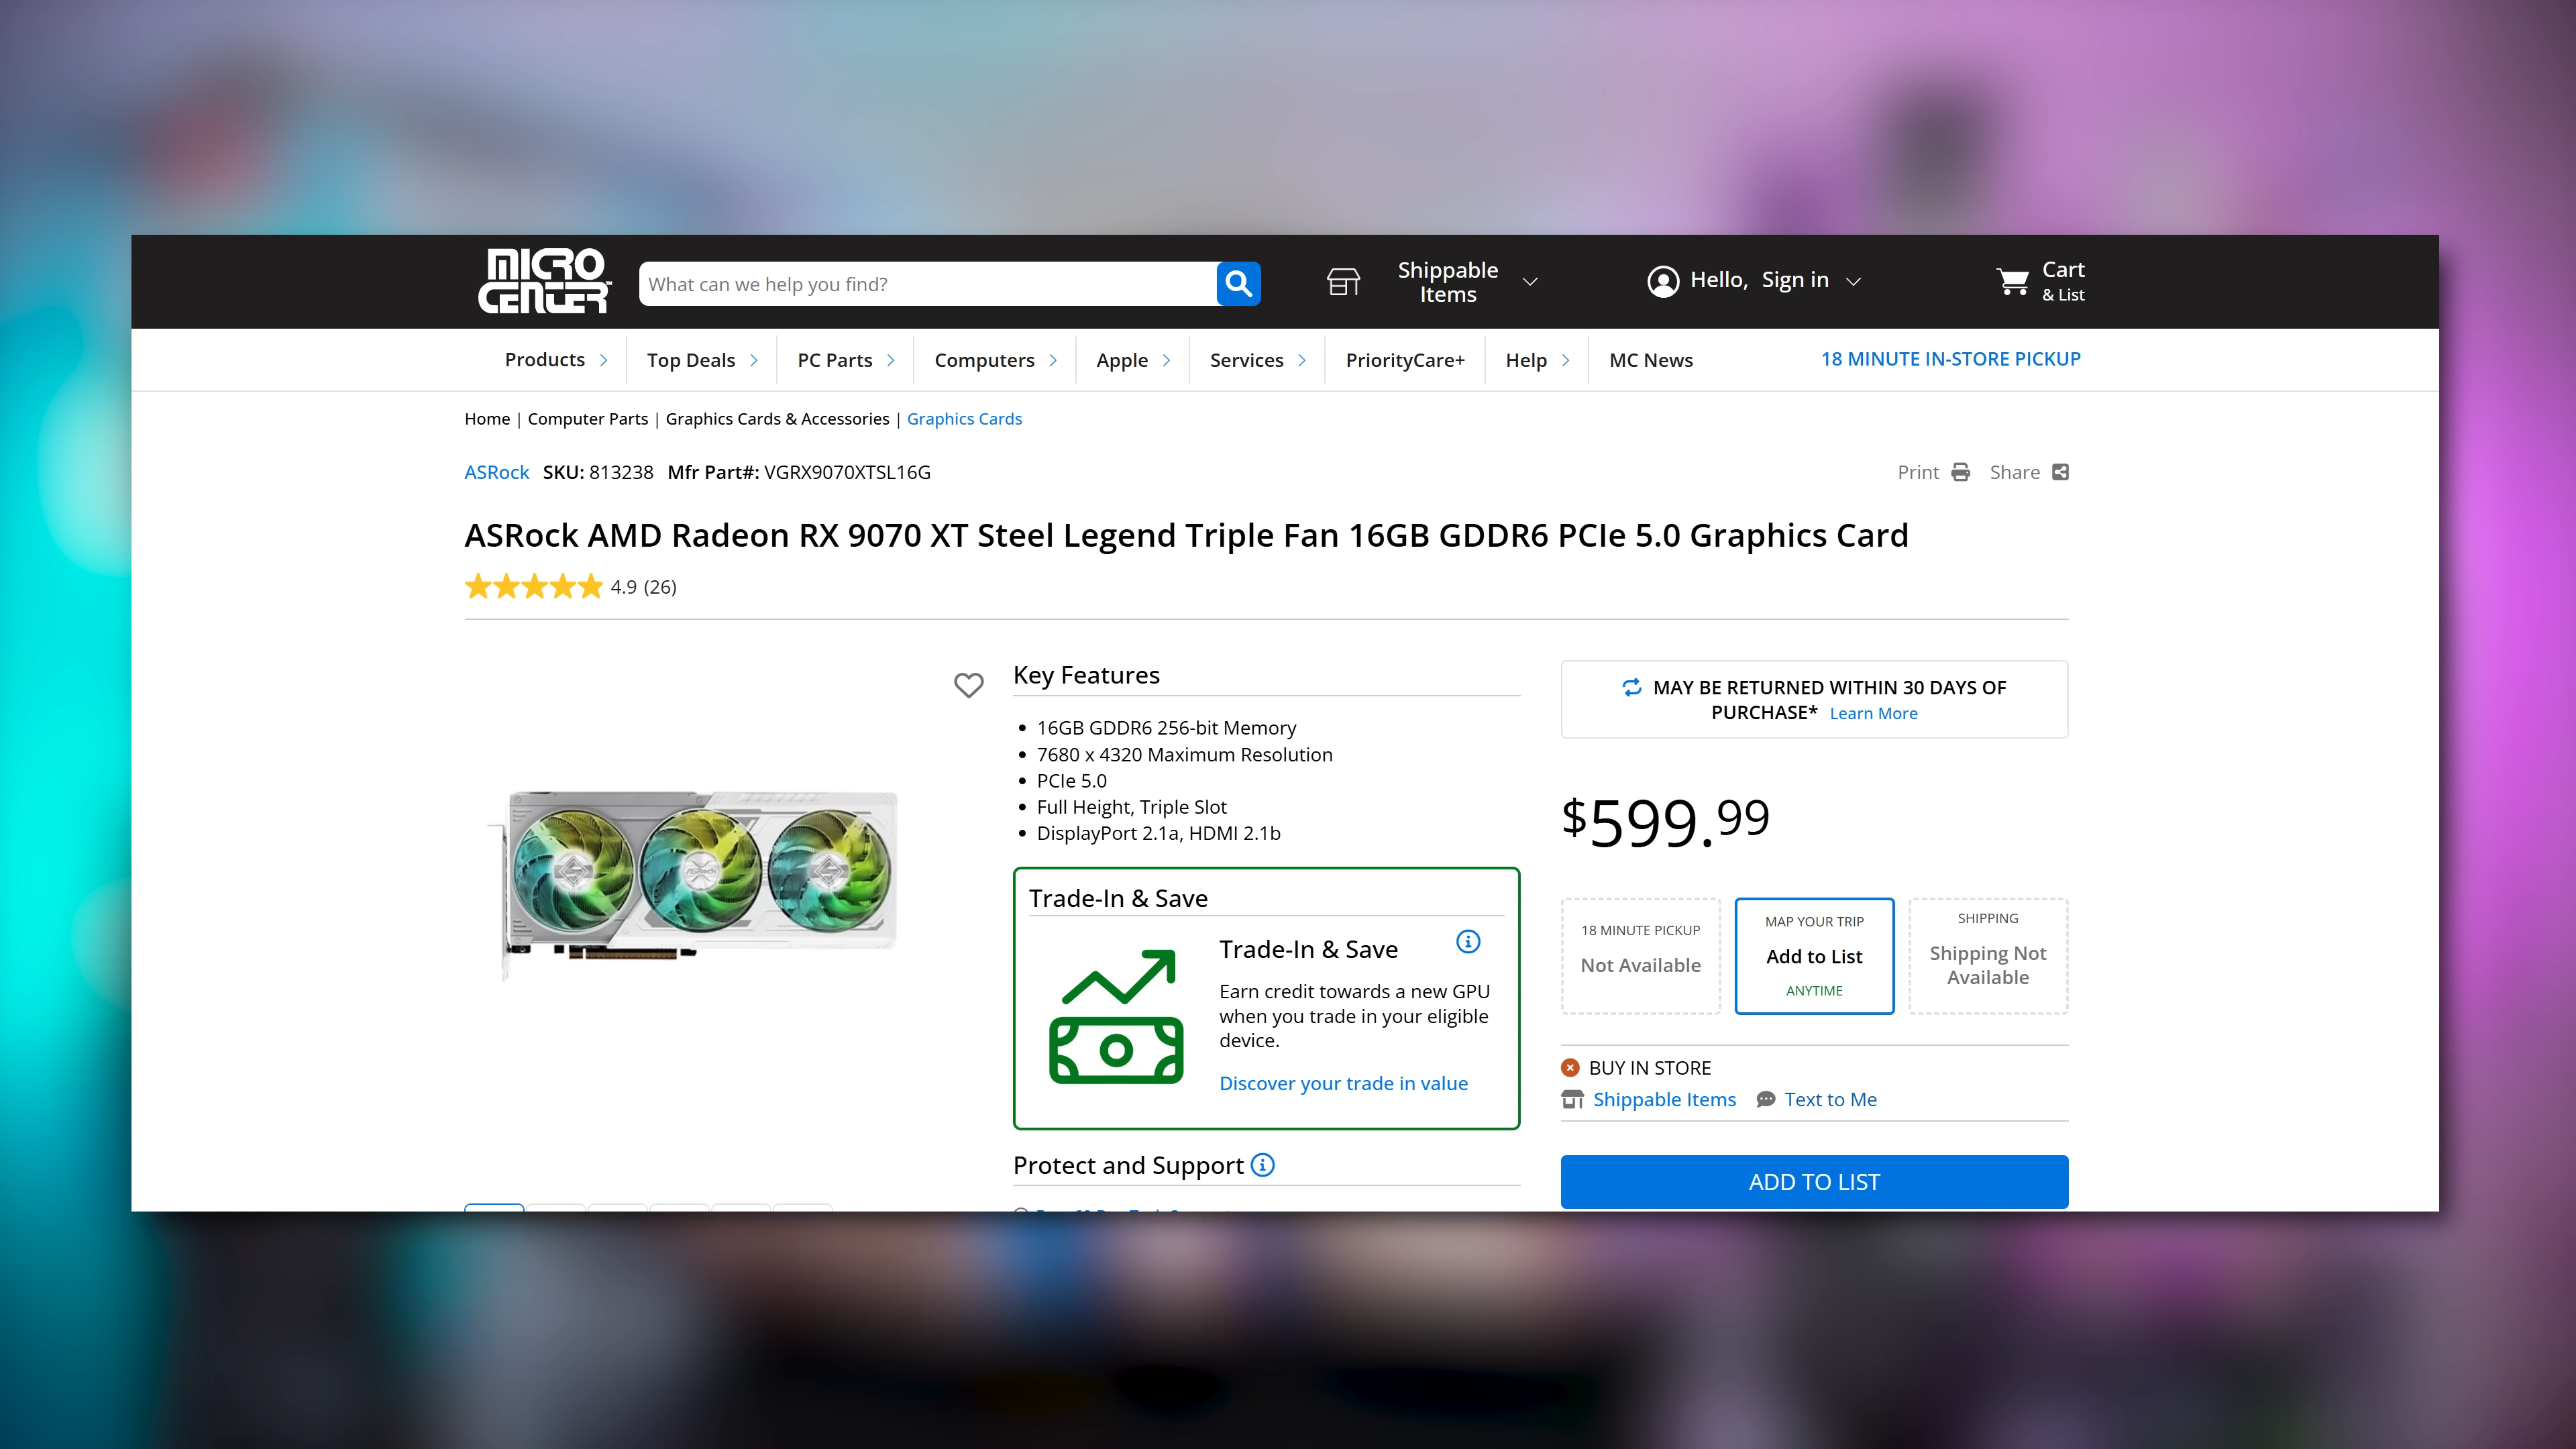 MICRO CENTER
What can we help you find?
Shippable
Items
Hello, Sign in
Cart
& List
Products
Top Deals
PC Parts
Computers
Apple
Services
PriorityCare+
Help
MC News
18 MINUTE IN-STORE PICKUP
Home | Computer Parts | Graphics Cards & Accessories | Graphics Cards
ASRock SKU: 813238 Mfr Part#: VGRX9070XTSL16G
Print
Share
ASRock AMD Radeon RX 9070 XT Steel Legend Triple Fan 16GB GDDR6 PCIe 5.0 Graphics Card
4.9 (26)
Key Features
• 16GB GDDR6 256-bit Memory
• 7680 x 4320 Maximum Resolution
• PCIe 5.0
• Full Height, Triple Slot
• DisplayPort 2.1a, HDMI 2.1b
Trade-In & Save
Trade-In & Save
Earn credit towards a new GPU
when you trade in your eligible
device.
Discover your trade in value
Protect and Support
MAY BE RETURNED WITHIN 30 DAYS OF
PURCHASE* Learn More
$599.99
18 MINUTE PICKUP
Not Available
MAP YOUR TRIP
Add to List
ANYTIME
SHIPPING
Shipping Not
Available
BUY IN STORE
Shippable Items
Text to Me
ADD TO LIST